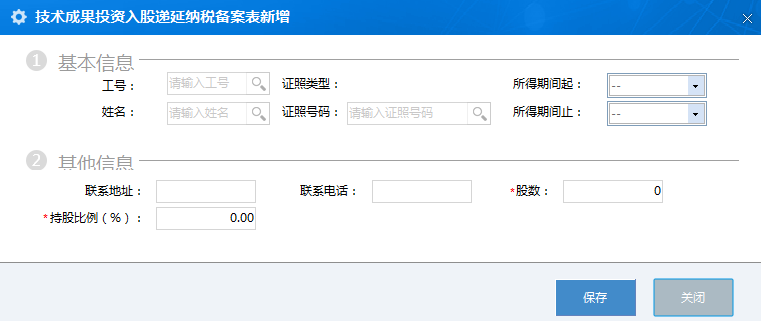 技术成果投资入股递延纳税备案表新增
1 基本信息
工号： 请输入工号 证照类型： 所得期间起： --
姓名： 请输入姓名 证照号码： 请输入证照号码 所得期间止： --
2 其他信息
联系地址： 联系电话： *股数： 0
*持股比例（%）： 0.00
保存 关闭